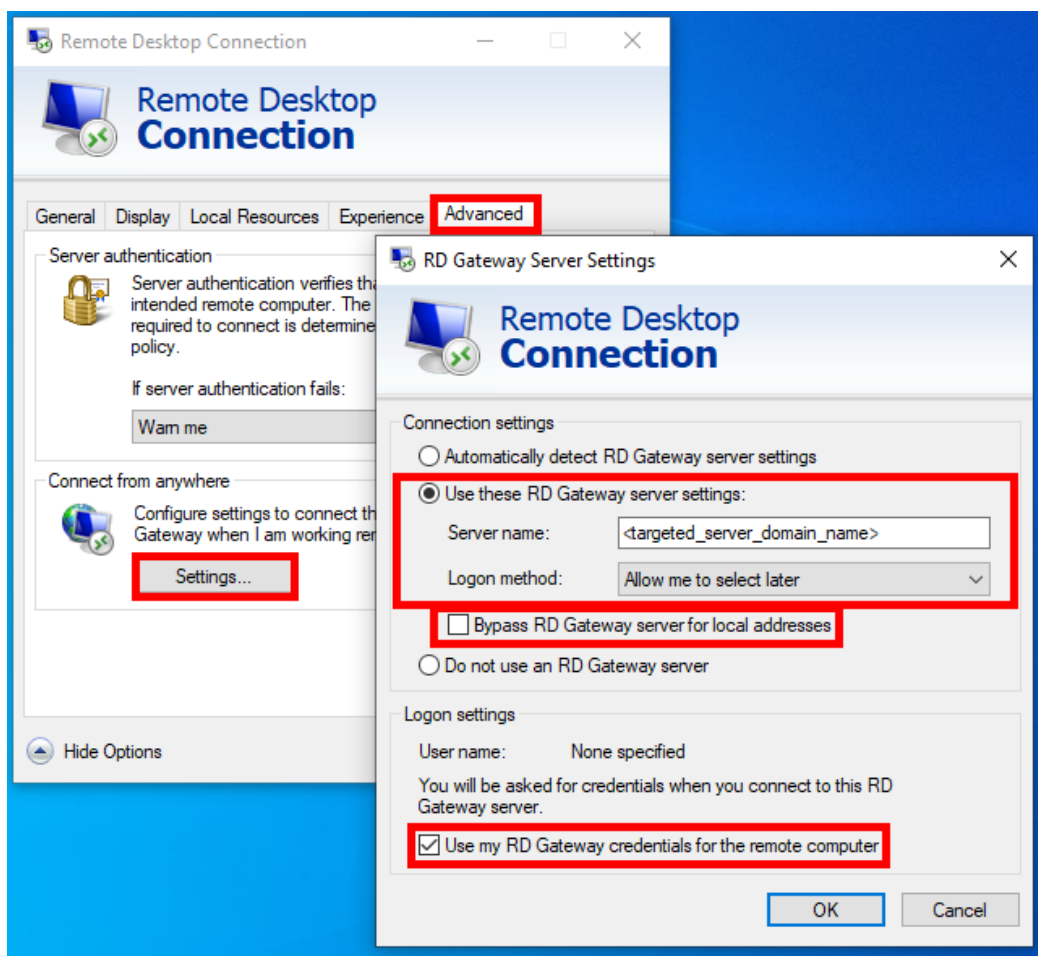 Remote Desktop Connection
Remote Desktop
Connection
General Display Local Resources Experience Advanced
Server authentication
Server authentication verifies tha
intended remote computer. The
required to connect is determine
policy.
If server authentication fails:
Warn me
Connect from anywhere
Configure settings to connect th
Gateway when I am working rem
Settings...
Hide Options
RD Gateway Server Settings
Remote Desktop
Connection
Connection settings
Automatically detect RD Gateway server settings
Use these RD Gateway server settings:
Server name: <targeted_server_domain_name>
Logon method: Allow me to select later
Bypass RD Gateway server for local addresses
Do not use an RD Gateway server
Logon settings
User name: None specified
You will be asked for credentials when you connect to this RD
Gateway server.
Use my RD Gateway credentials for the remote computer
OK Cancel